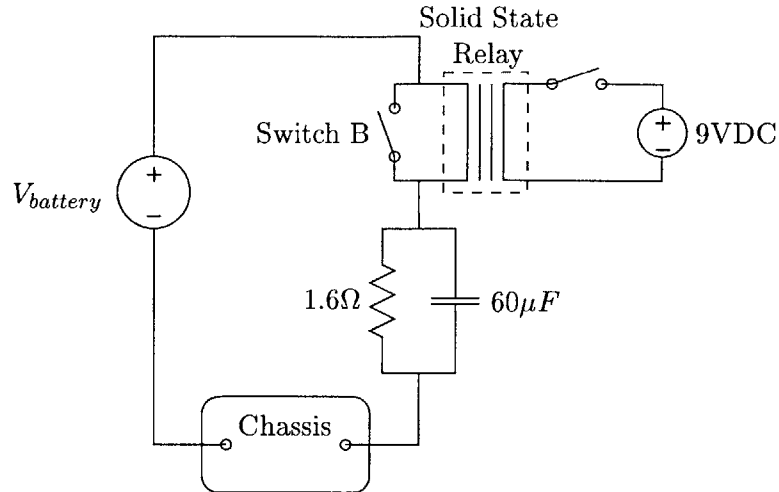 Solid State
Relay
Switch B
+
−
9VDC
+
−
V_battery
1.6Ω
60μF
Chassis